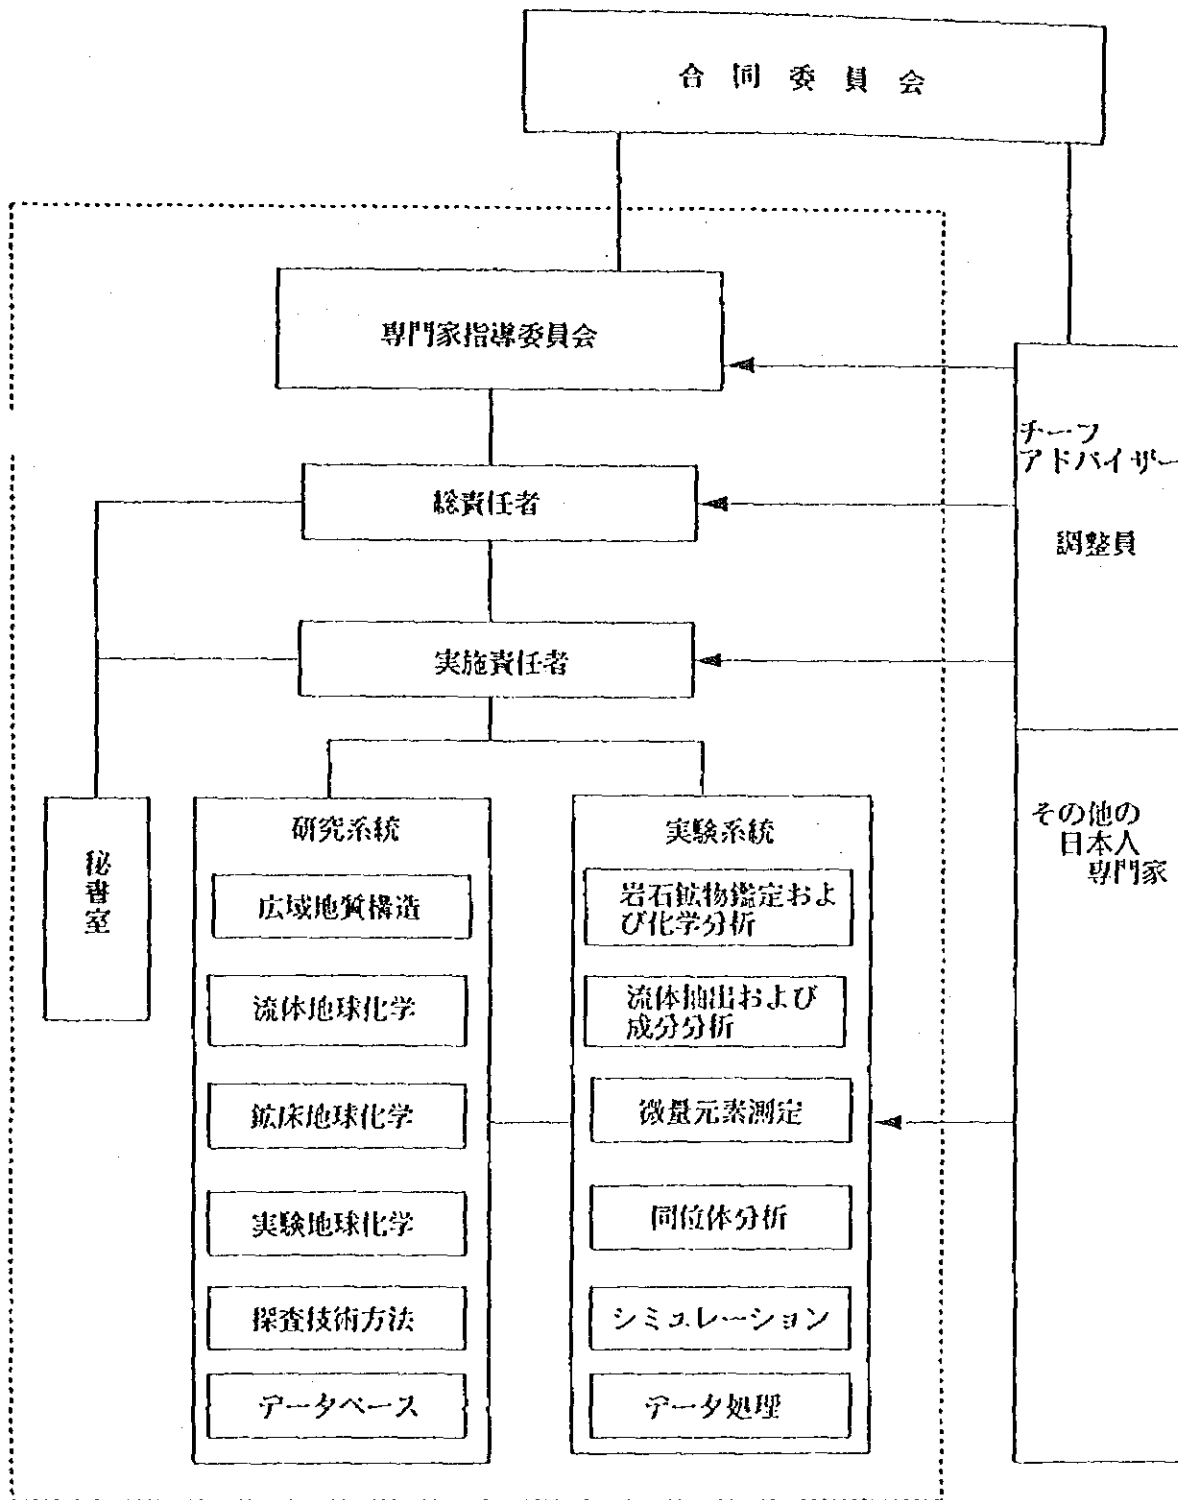 合同委員会
専門家指導委員会
チーフ
アドバイザー
総責任者
調整員
実施責任者
秘書室
研究系統
広域地質構造
流体地球化学
鉱床地球化学
実験地球化学
探査技術方法
データベース
実験系統
岩石鉱物鑑定およ
び化学分析
流体抽出および
成分分析
微量元素測定
同位体分析
シミュレーション
データ処理
その他の
日本人
専門家